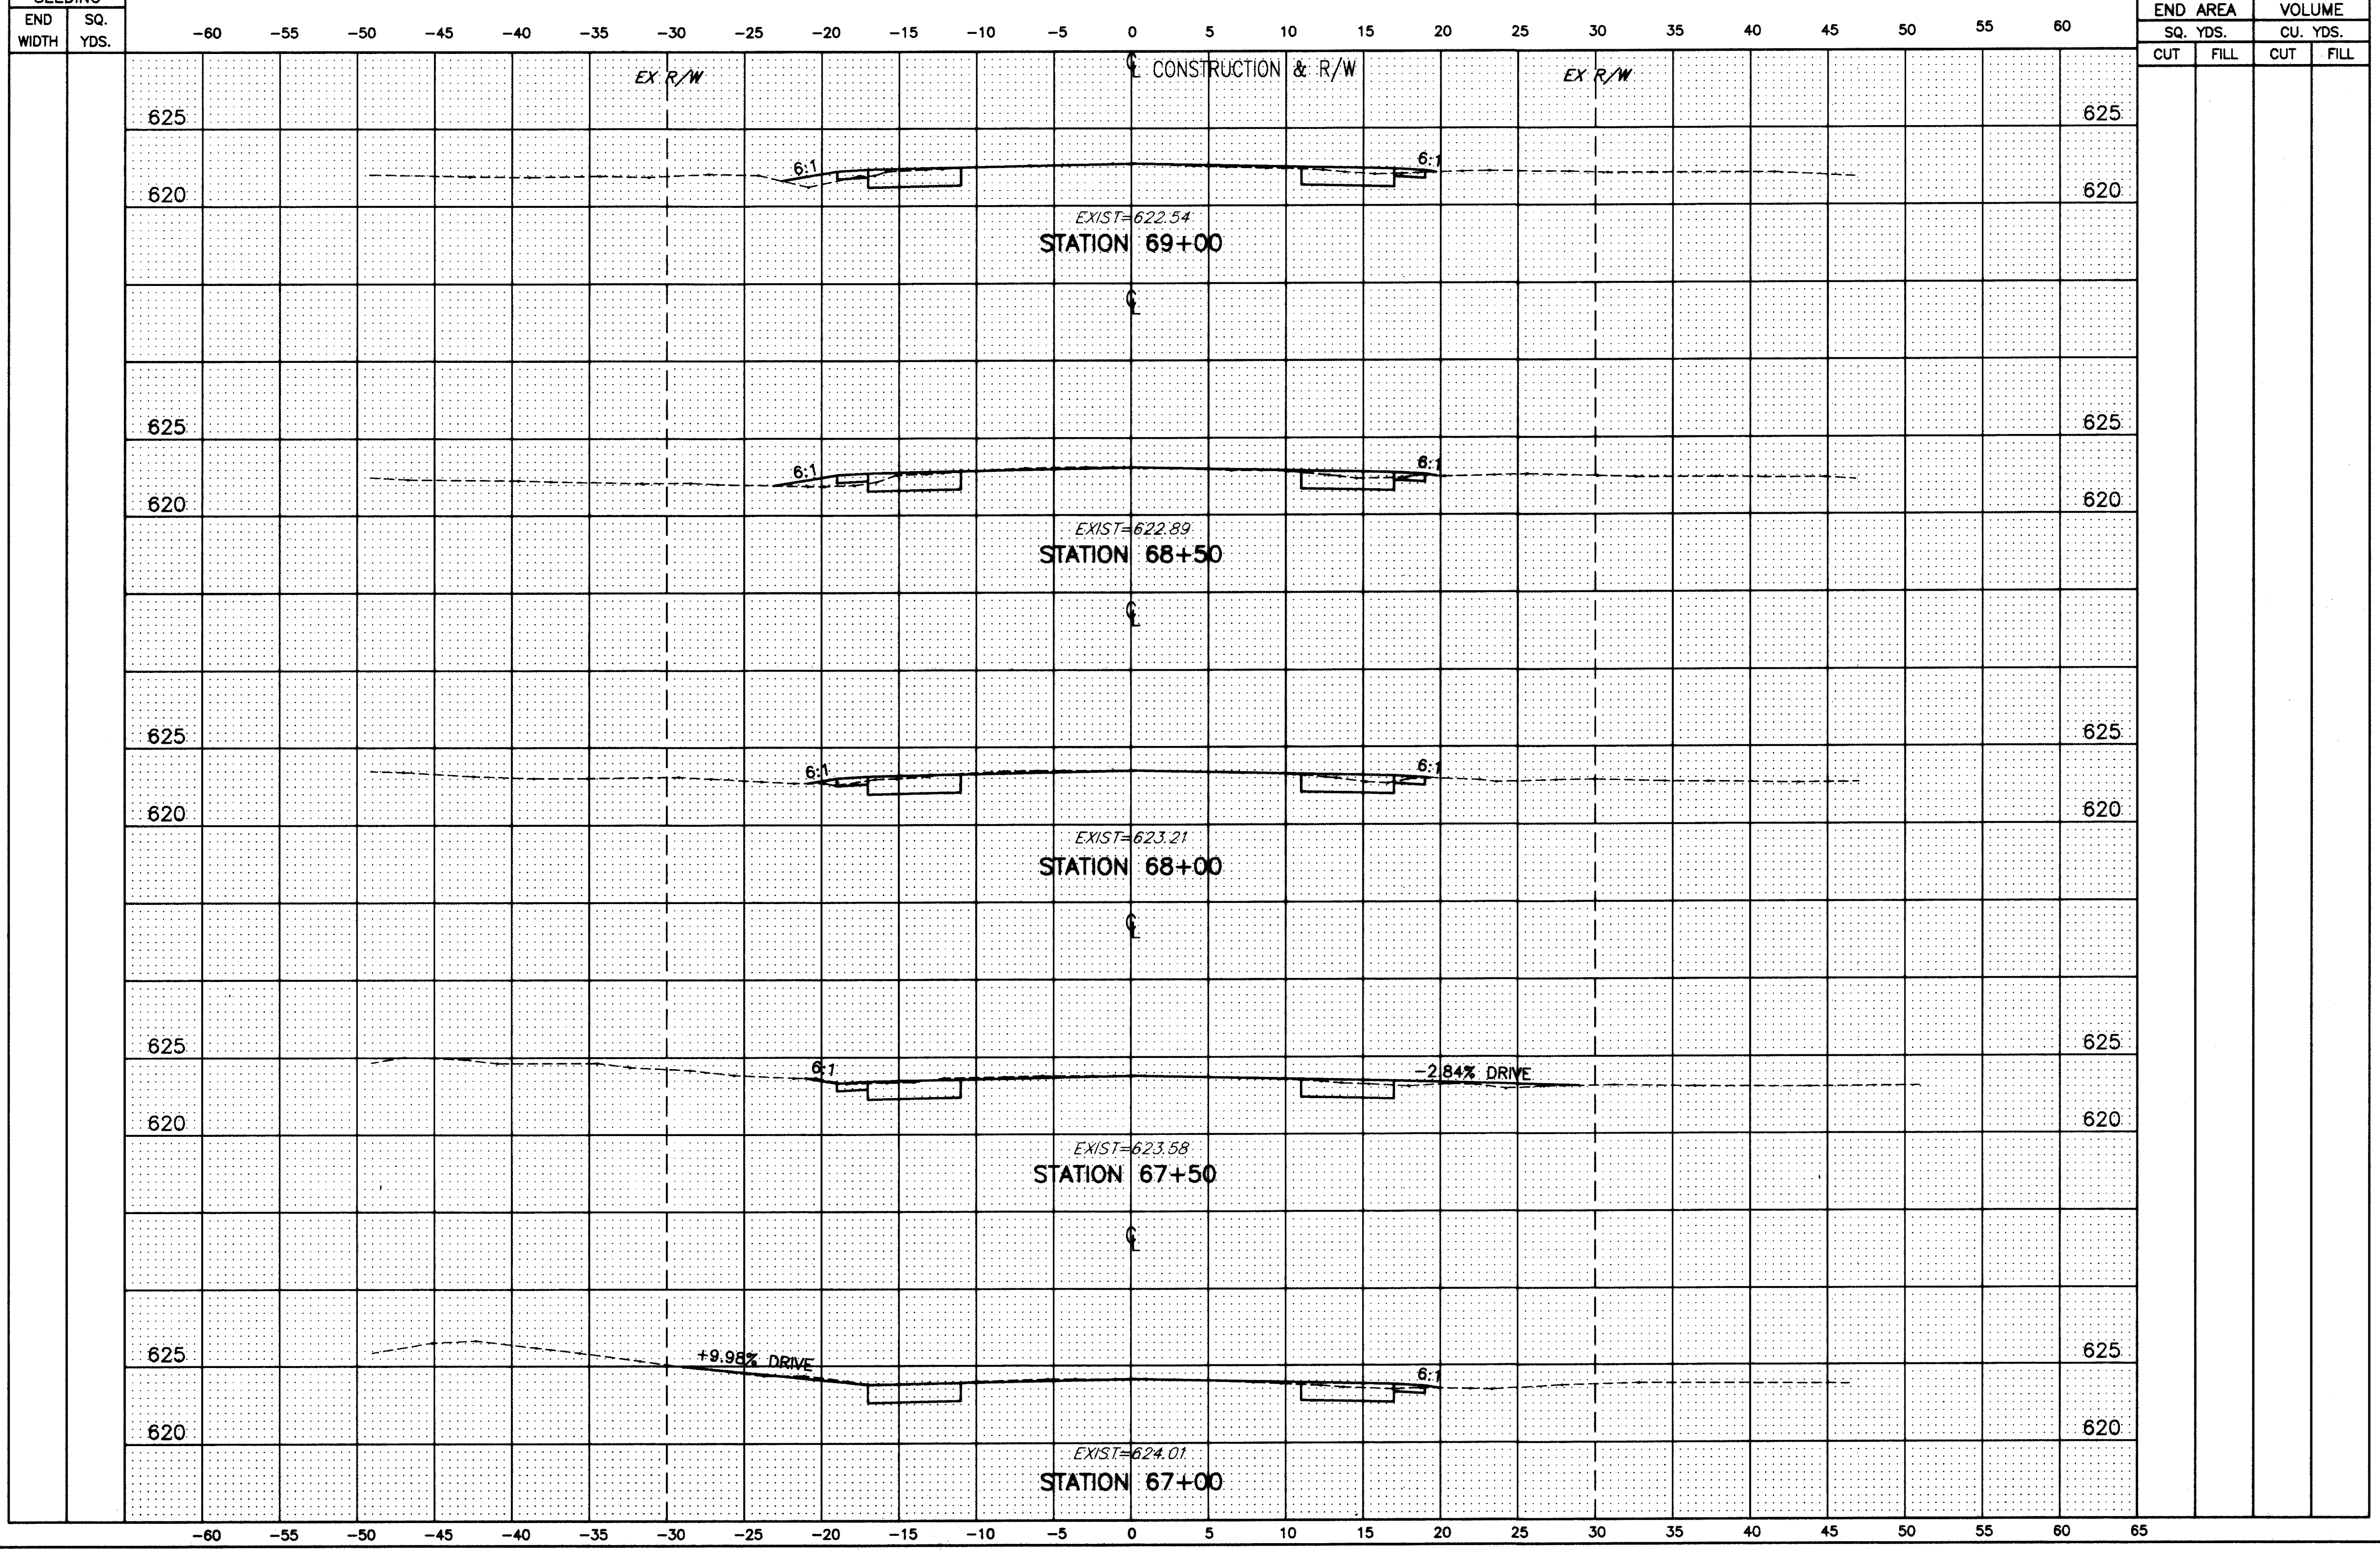 SEEDING
END WIDTH SQ. YDS.
-60 -55 -50 -45 -40 -35 -30 -25 -20 -15 -10 -5 0 5 10 15 20 25 30 35 40 45 50 55 60
END AREA VOLUME
SQ. YDS. CU. YDS.
CUT FILL CUT FILL
EX R/W ℄ CONSTRUCTION & R/W EX R/W
625 625
6:1 6:1
620 620
EXIST=622.54
STATION 69+00
℄
625 625
6:1 6:1
620 620
EXIST=622.89
STATION 68+50
℄
625 625
6:1 6:1
620 620
EXIST=623.21
STATION 68+00
℄
625 625
6:1 -2.84% DRIVE
620 620
EXIST=623.58
STATION 67+50
℄
625 625
+9.98% DRIVE 6:1
620 620
EXIST=624.01
STATION 67+00
-60 -55 -50 -45 -40 -35 -30 -25 -20 -15 -10 -5 0 5 10 15 20 25 30 35 40 45 50 55 60 65